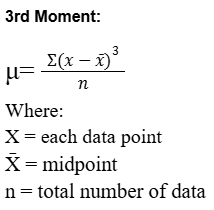 3rd Moment:
μ= Σ(x − x̄)³ / n
Where:
X = each data point
X̄ = midpoint
n = total number of data